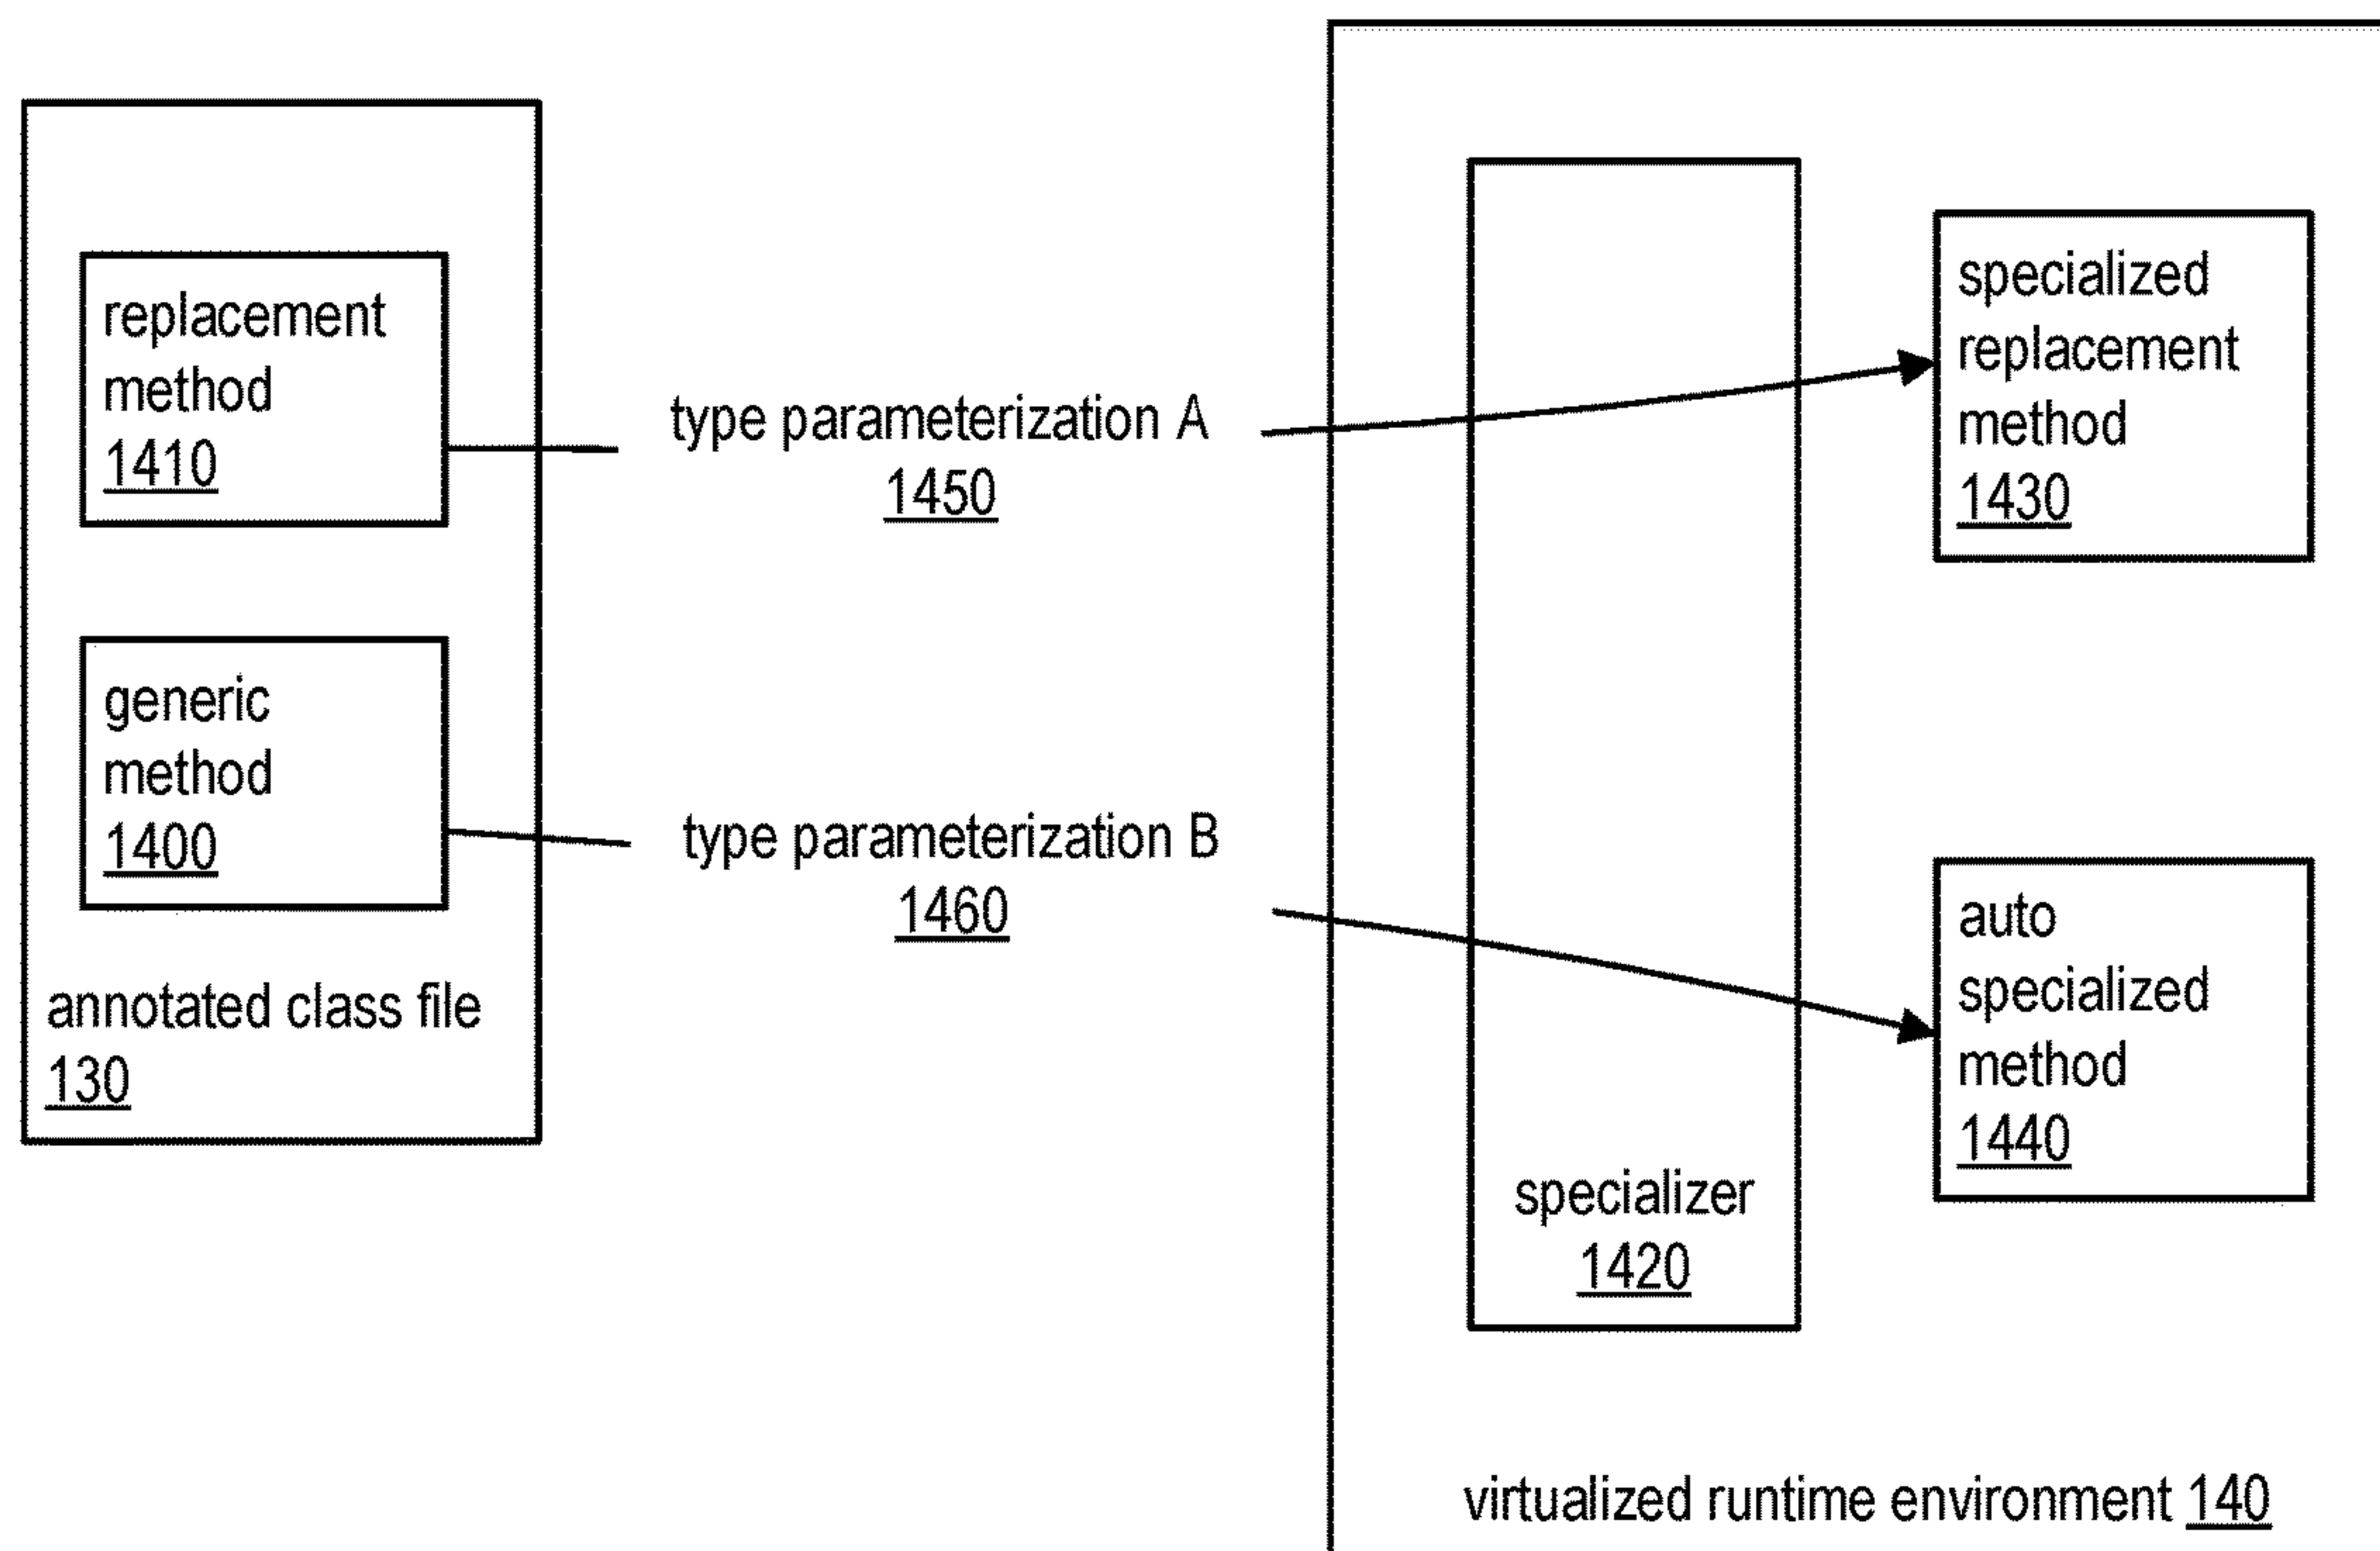 replacement
method
1410
generic
method
1400
annotated class file
130
type parameterization A
1450
type parameterization B
1460
specializer
1420
specialized
replacement
method
1430
auto
specialized
method
1440
virtualized runtime environment 140